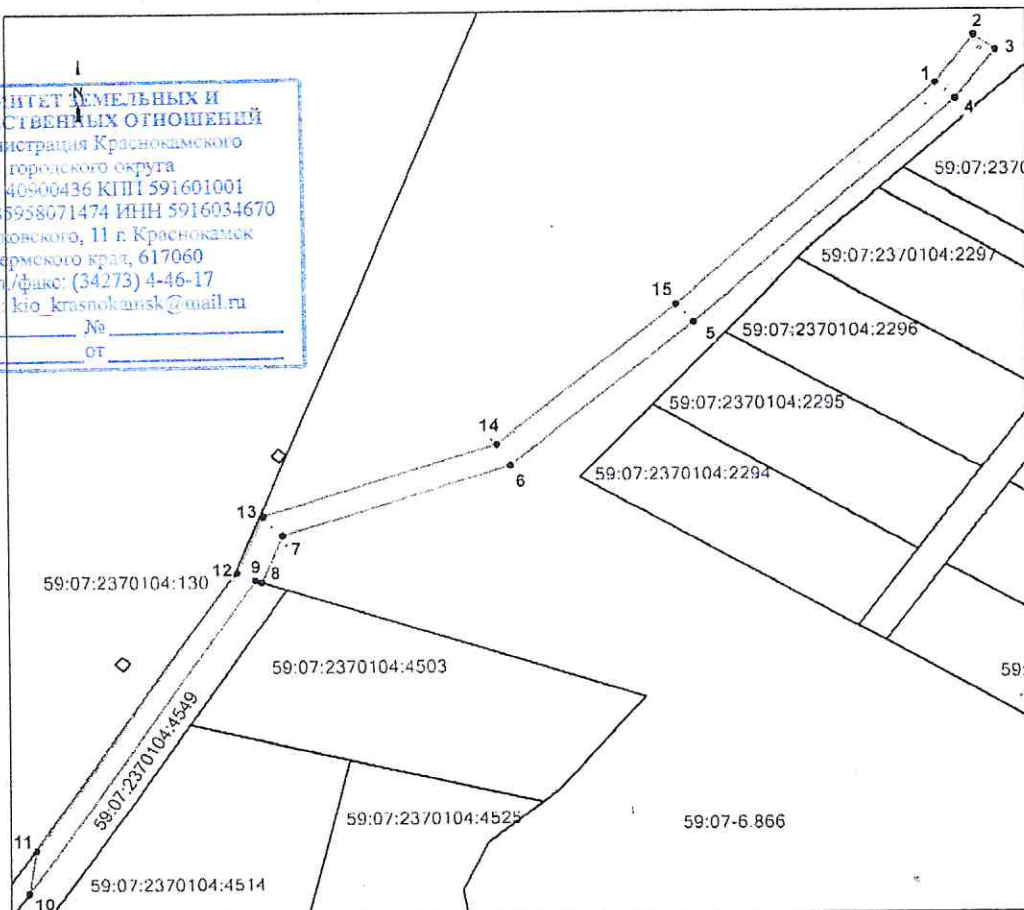 N
ИТЕТ ЗЕМЕЛЬНЫХ И
СТВЕННЫХ ОТНОШЕНИЙ
истрация Краснокамского
городского округа
40900436 КПП 591601001
5958071474 ИНН 5916034670
ковского, 11 г. Краснокамск
ермского края, 617060
./факс: (34273) 4-46-17
: kio_krasnokamsk@mail.ru
№
от
2
3
1
4
59:07:2370
59:07:2370104:2297
15
5
59:07:2370104:2296
59:07:2370104:2295
14
6
59:07:2370104:2294
13
7
12
9
8
59:07:2370104:130
59:07:2370104:4503
59:
59:07:2370104:4549
59:07:2370104:4525
59:07-6.866
11
59:07:2370104:4514
10